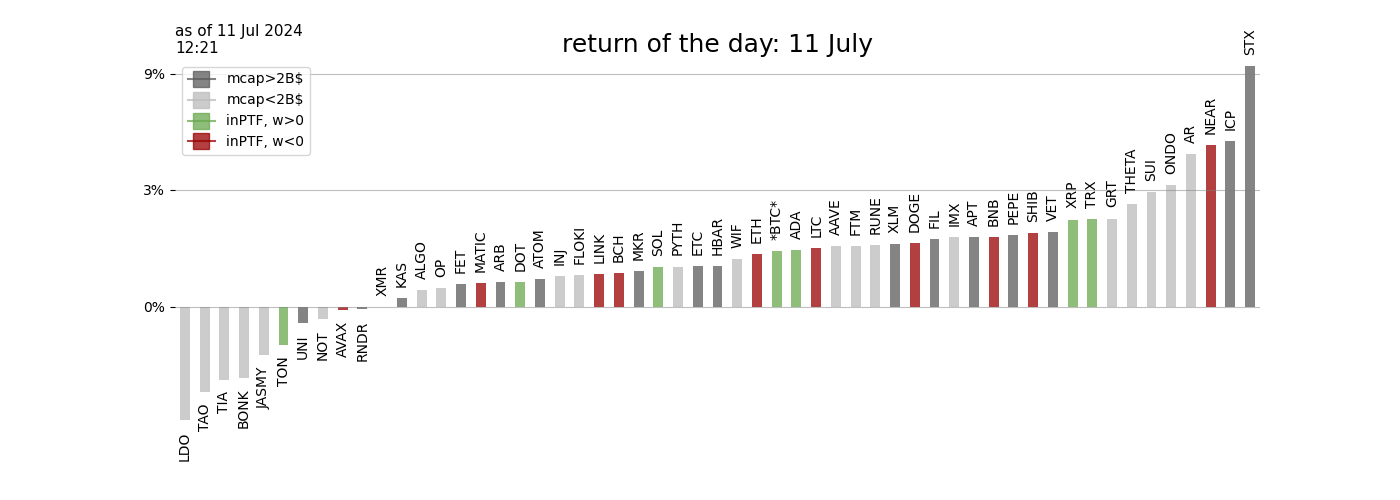 as of 11 Jul 2024
12:21
return of the day: 11 July
mcap>2B$
mcap<2B$
inPTF, w>0
inPTF, w<0
9%
3%
0%
LDO
TAO
TIA
BONK
JASMY
TON
UNI
NOT
AVAX
RNDR
XMR
KAS
ALGO
OP
FET
MATIC
ARB
DOT
ATOM
INJ
FLOKI
LINK
BCH
MKR
SOL
PYTH
ETC
HBAR
WIF
ETH
*BTC*
ADA
LTC
AAVE
FTM
RUNE
XLM
DOGE
FIL
IMX
APT
BNB
PEPE
SHIB
VET
XRP
TRX
GRT
THETA
SUI
ONDO
AR
NEAR
ICP
STX